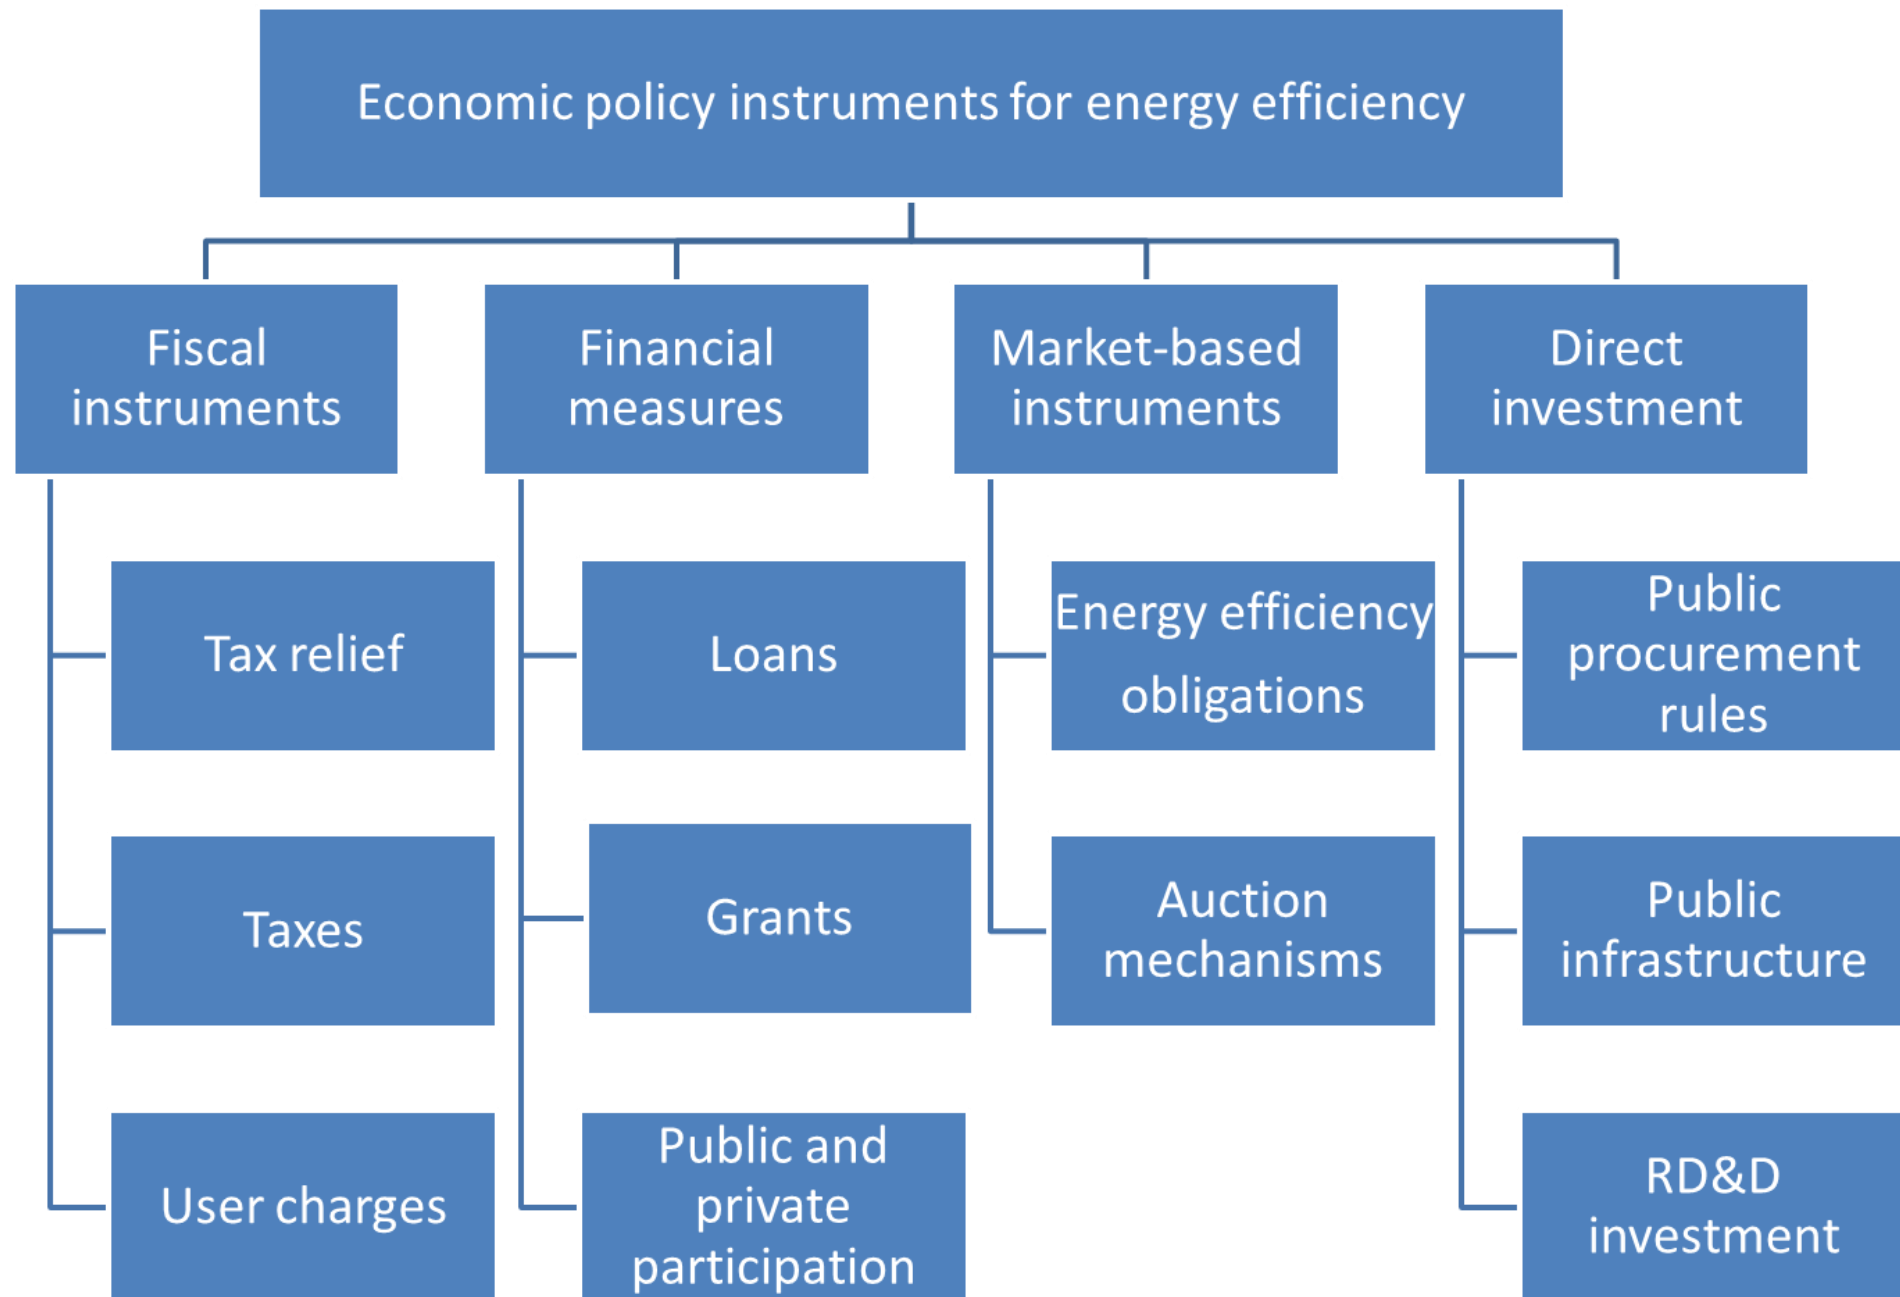 Economic policy instruments for energy efficiency
Fiscal
instruments
Financial
measures
Market-based
instruments
Direct
investment
Tax relief
Taxes
User charges
Loans
Grants
Public and
private
participation
Energy efficiency
obligations
Auction
mechanisms
Public
procurement
rules
Public
infrastructure
RD&D
investment